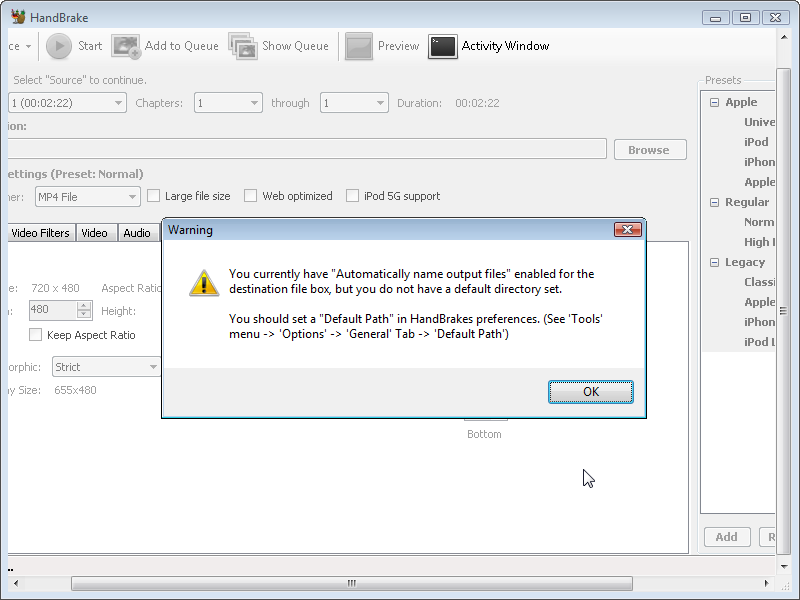 HandBrake
ce Start Add to Queue Show Queue Preview Activity Window
Select "Source" to continue.
1 (00:02:22) Chapters: 1 through 1 Duration: 00:02:22
ion:
Browse
ettings (Preset: Normal)
ner: MP4 File Large file size Web optimized iPod 5G support
Video Filters Video Audio
e: 720 x 480 Aspect Ratio
480 Height:
Keep Aspect Ratio
orphic: Strict
ay Size: 655x480
Bottom
Warning
You currently have "Automatically name output files" enabled for the
destination file box, but you do not have a default directory set.
You should set a "Default Path" in HandBrakes preferences. (See 'Tools'
menu -> 'Options' -> 'General' Tab -> 'Default Path')
OK
Presets
Apple
Unive
iPod
iPhon
Apple
Regular
Norm
High
Legacy
Classi
Apple
iPhon
iPod L
Add R
..